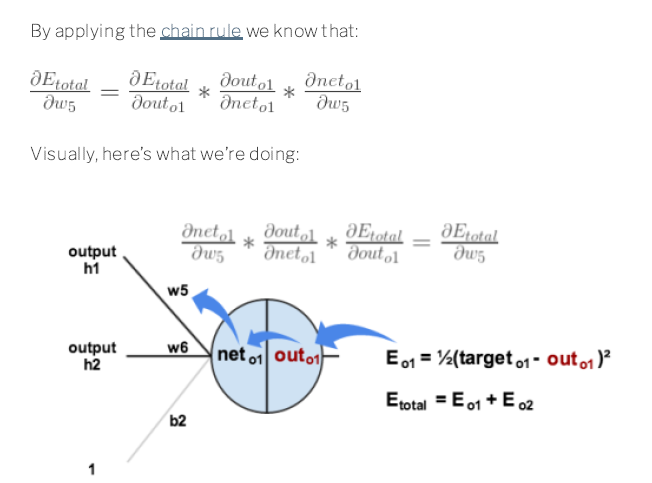 By applying the chain rule we know that:
∂E_total/∂w_5 = ∂E_total/∂out_o1 * ∂out_o1/∂net_o1 * ∂net_o1/∂w_5
Visually, here's what we're doing:
∂net_o1/∂w_5 * ∂out_o1/∂net_o1 * ∂E_total/∂out_o1 = ∂E_total/∂w_5
output
h1
w5
output
h2
w6
net o1
out o1
E o1 = ½(target o1 - out o1)²
E total = E o1 + E o2
b2
1